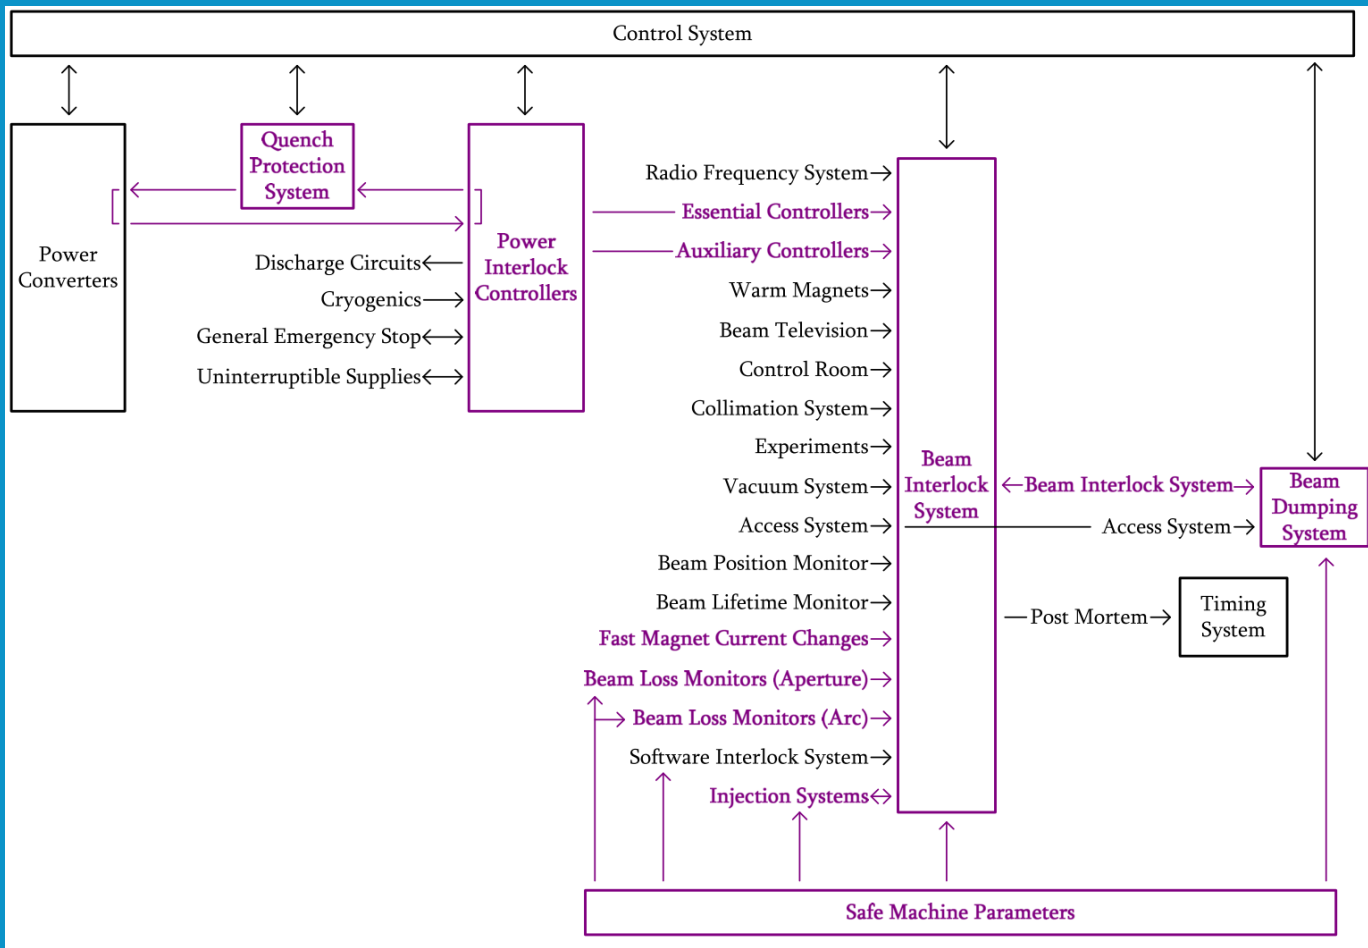 Control System
Quench
Protection
System
Power
Converters
Power
Interlock
Controllers
Discharge Circuits
Cryogenics
General Emergency Stop
Uninterruptible Supplies
Radio Frequency System
Essential Controllers
Auxiliary Controllers
Warm Magnets
Beam Television
Control Room
Collimation System
Experiments
Vacuum System
Access System
Beam Position Monitor
Beam Lifetime Monitor
Fast Magnet Current Changes
Beam Loss Monitors (Aperture)
Beam Loss Monitors (Arc)
Software Interlock System
Injection Systems
Beam
Interlock
System
Beam Interlock System
Access System
Beam
Dumping
System
Post Mortem
Timing
System
Safe Machine Parameters